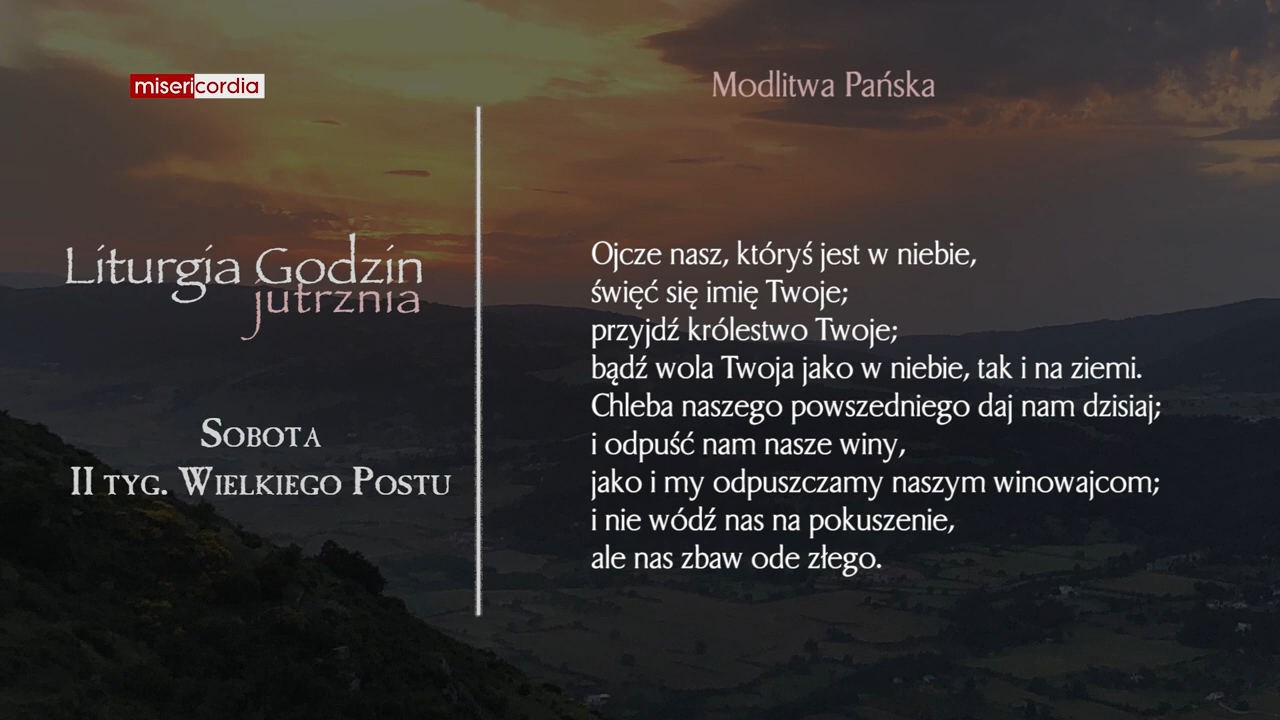 misericordia
Liturgia Godzin
jutrznia
Sobota
II tyg. Wielkiego Postu
Modlitwa Pańska
Ojcze nasz, któryś jest w niebie,
święć się imię Twoje;
przyjdź królestwo Twoje;
bądź wola Twoja jako w niebie, tak i na ziemi.
Chleba naszego powszedniego daj nam dzisiaj;
i odpuść nam nasze winy,
jako i my odpuszczamy naszym winowajcom;
i nie wódź nas na pokuszenie,
ale nas zbaw ode złego.